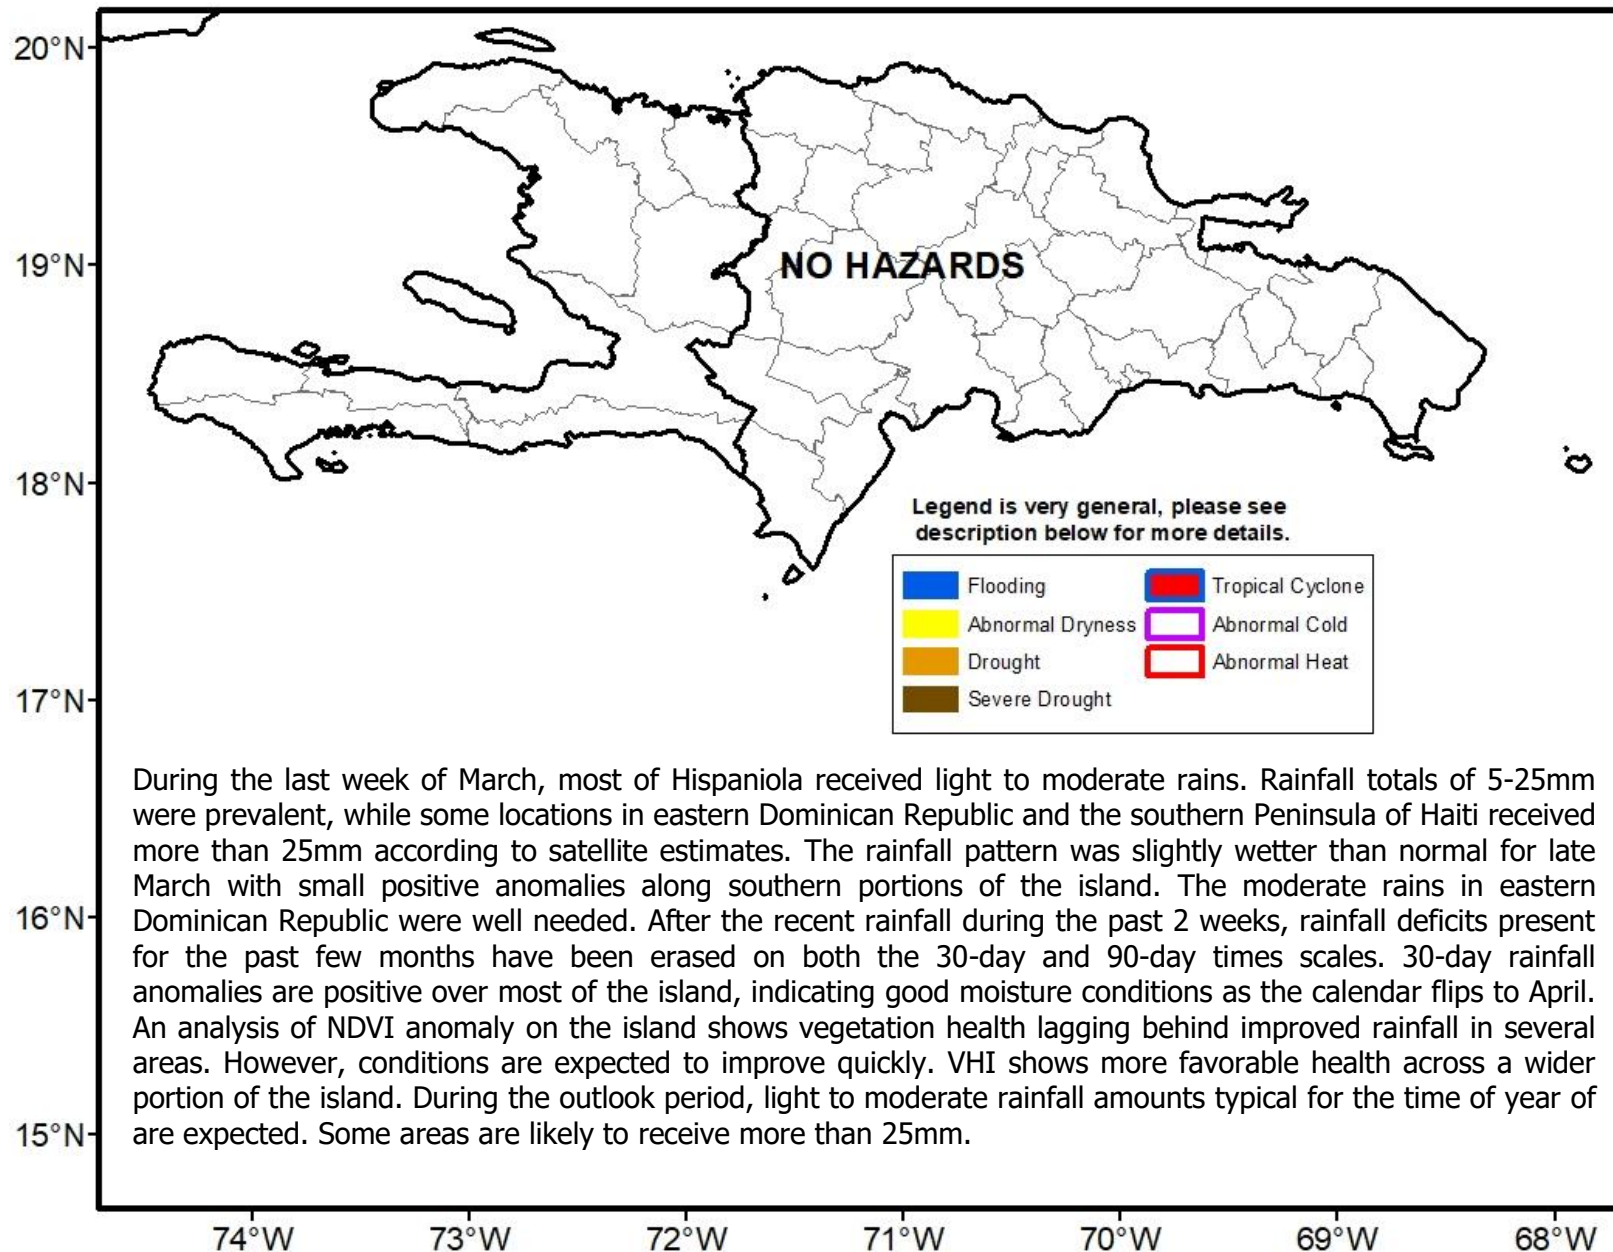 20°N
19°N
18°N
17°N
16°N
15°N
NO HAZARDS
Legend is very general, please see
description below for more details.
Flooding
Abnormal Dryness
Drought
Severe Drought
Tropical Cyclone
Abnormal Cold
Abnormal Heat
During the last week of March, most of Hispaniola received light to moderate rains. Rainfall totals of 5-25mm
were prevalent, while some locations in eastern Dominican Republic and the southern Peninsula of Haiti received
more than 25mm according to satellite estimates. The rainfall pattern was slightly wetter than normal for late
March with small positive anomalies along southern portions of the island. The moderate rains in eastern
Dominican Republic were well needed. After the recent rainfall during the past 2 weeks, rainfall deficits present
for the past few months have been erased on both the 30-day and 90-day times scales. 30-day rainfall
anomalies are positive over most of the island, indicating good moisture conditions as the calendar flips to April.
An analysis of NDVI anomaly on the island shows vegetation health lagging behind improved rainfall in several
areas. However, conditions are expected to improve quickly. VHI shows more favorable health across a wider
portion of the island. During the outlook period, light to moderate rainfall amounts typical for the time of year of
are expected. Some areas are likely to receive more than 25mm.
74°W
73°W
72°W
71°W
70°W
69°W
68°W